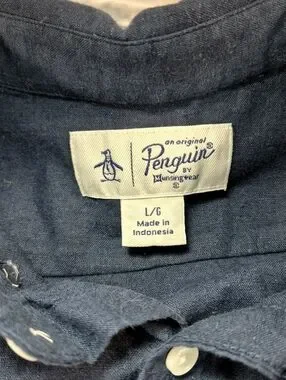 an original
Penguin®
BY
Munsingwear
®
L/G
Made in
Indonesia